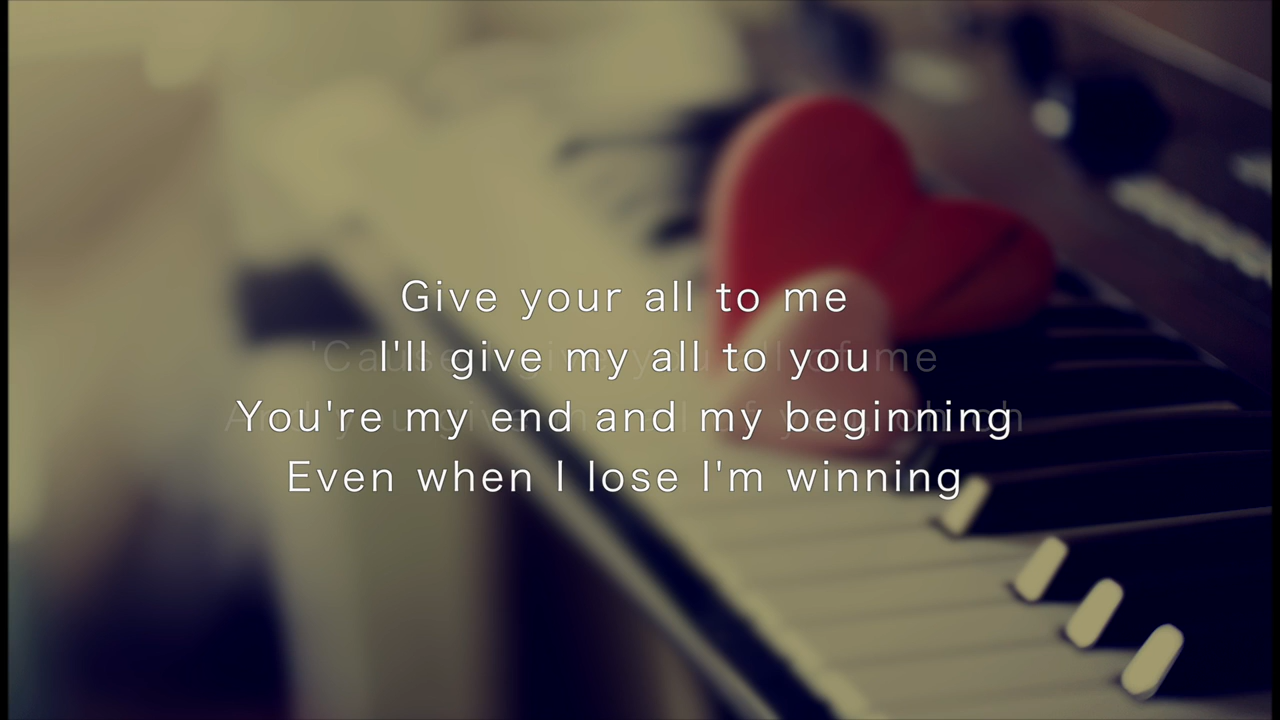 Give your all to me
I'll give my all to you
You're my end and my beginning
Even when I lose I'm winning